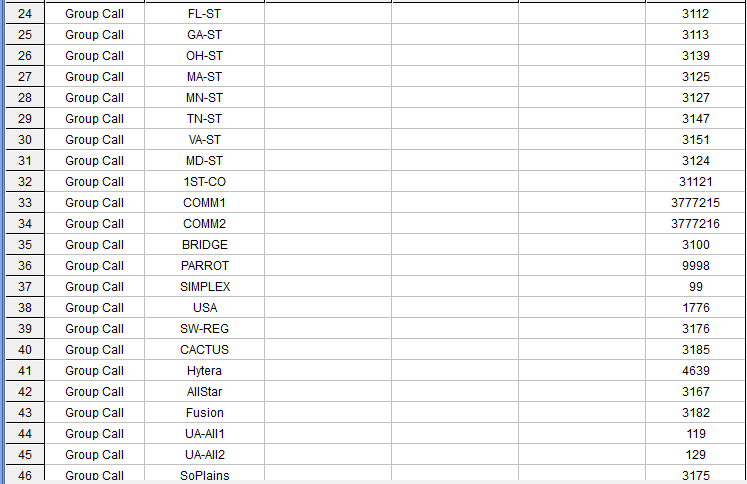 24 Group Call FL-ST 3112
25 Group Call GA-ST 3113
26 Group Call OH-ST 3139
27 Group Call MA-ST 3125
28 Group Call MN-ST 3127
29 Group Call TN-ST 3147
30 Group Call VA-ST 3151
31 Group Call MD-ST 3124
32 Group Call 1ST-CO 31121
33 Group Call COMM1 3777215
34 Group Call COMM2 3777216
35 Group Call BRIDGE 3100
36 Group Call PARROT 9998
37 Group Call SIMPLEX 99
38 Group Call USA 1776
39 Group Call SW-REG 3176
40 Group Call CACTUS 3185
41 Group Call Hytera 4639
42 Group Call AllStar 3167
43 Group Call Fusion 3182
44 Group Call UA-All1 119
45 Group Call UA-All2 129
46 Group Call SoPlains 3175